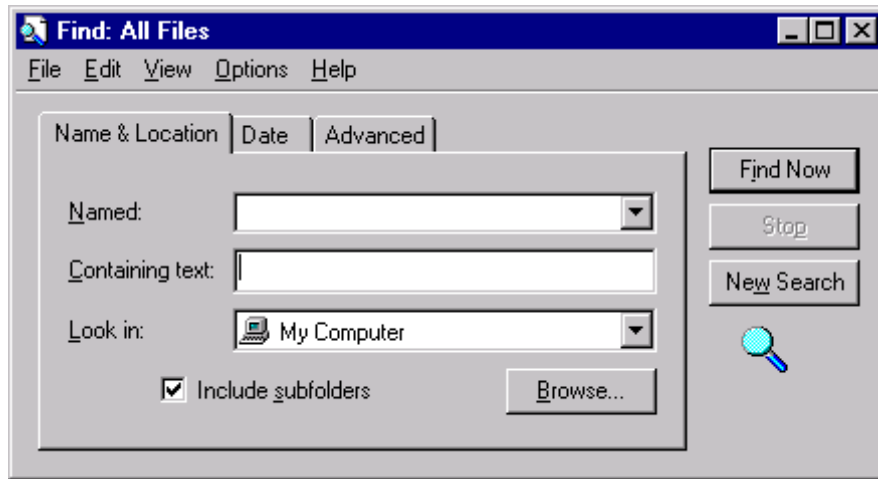 Find: All Files
File Edit View Options Help
Name & Location Date Advanced
Find Now
Named:
Stop
Containing text:
New Search
Look in: My Computer
Include subfolders Browse...